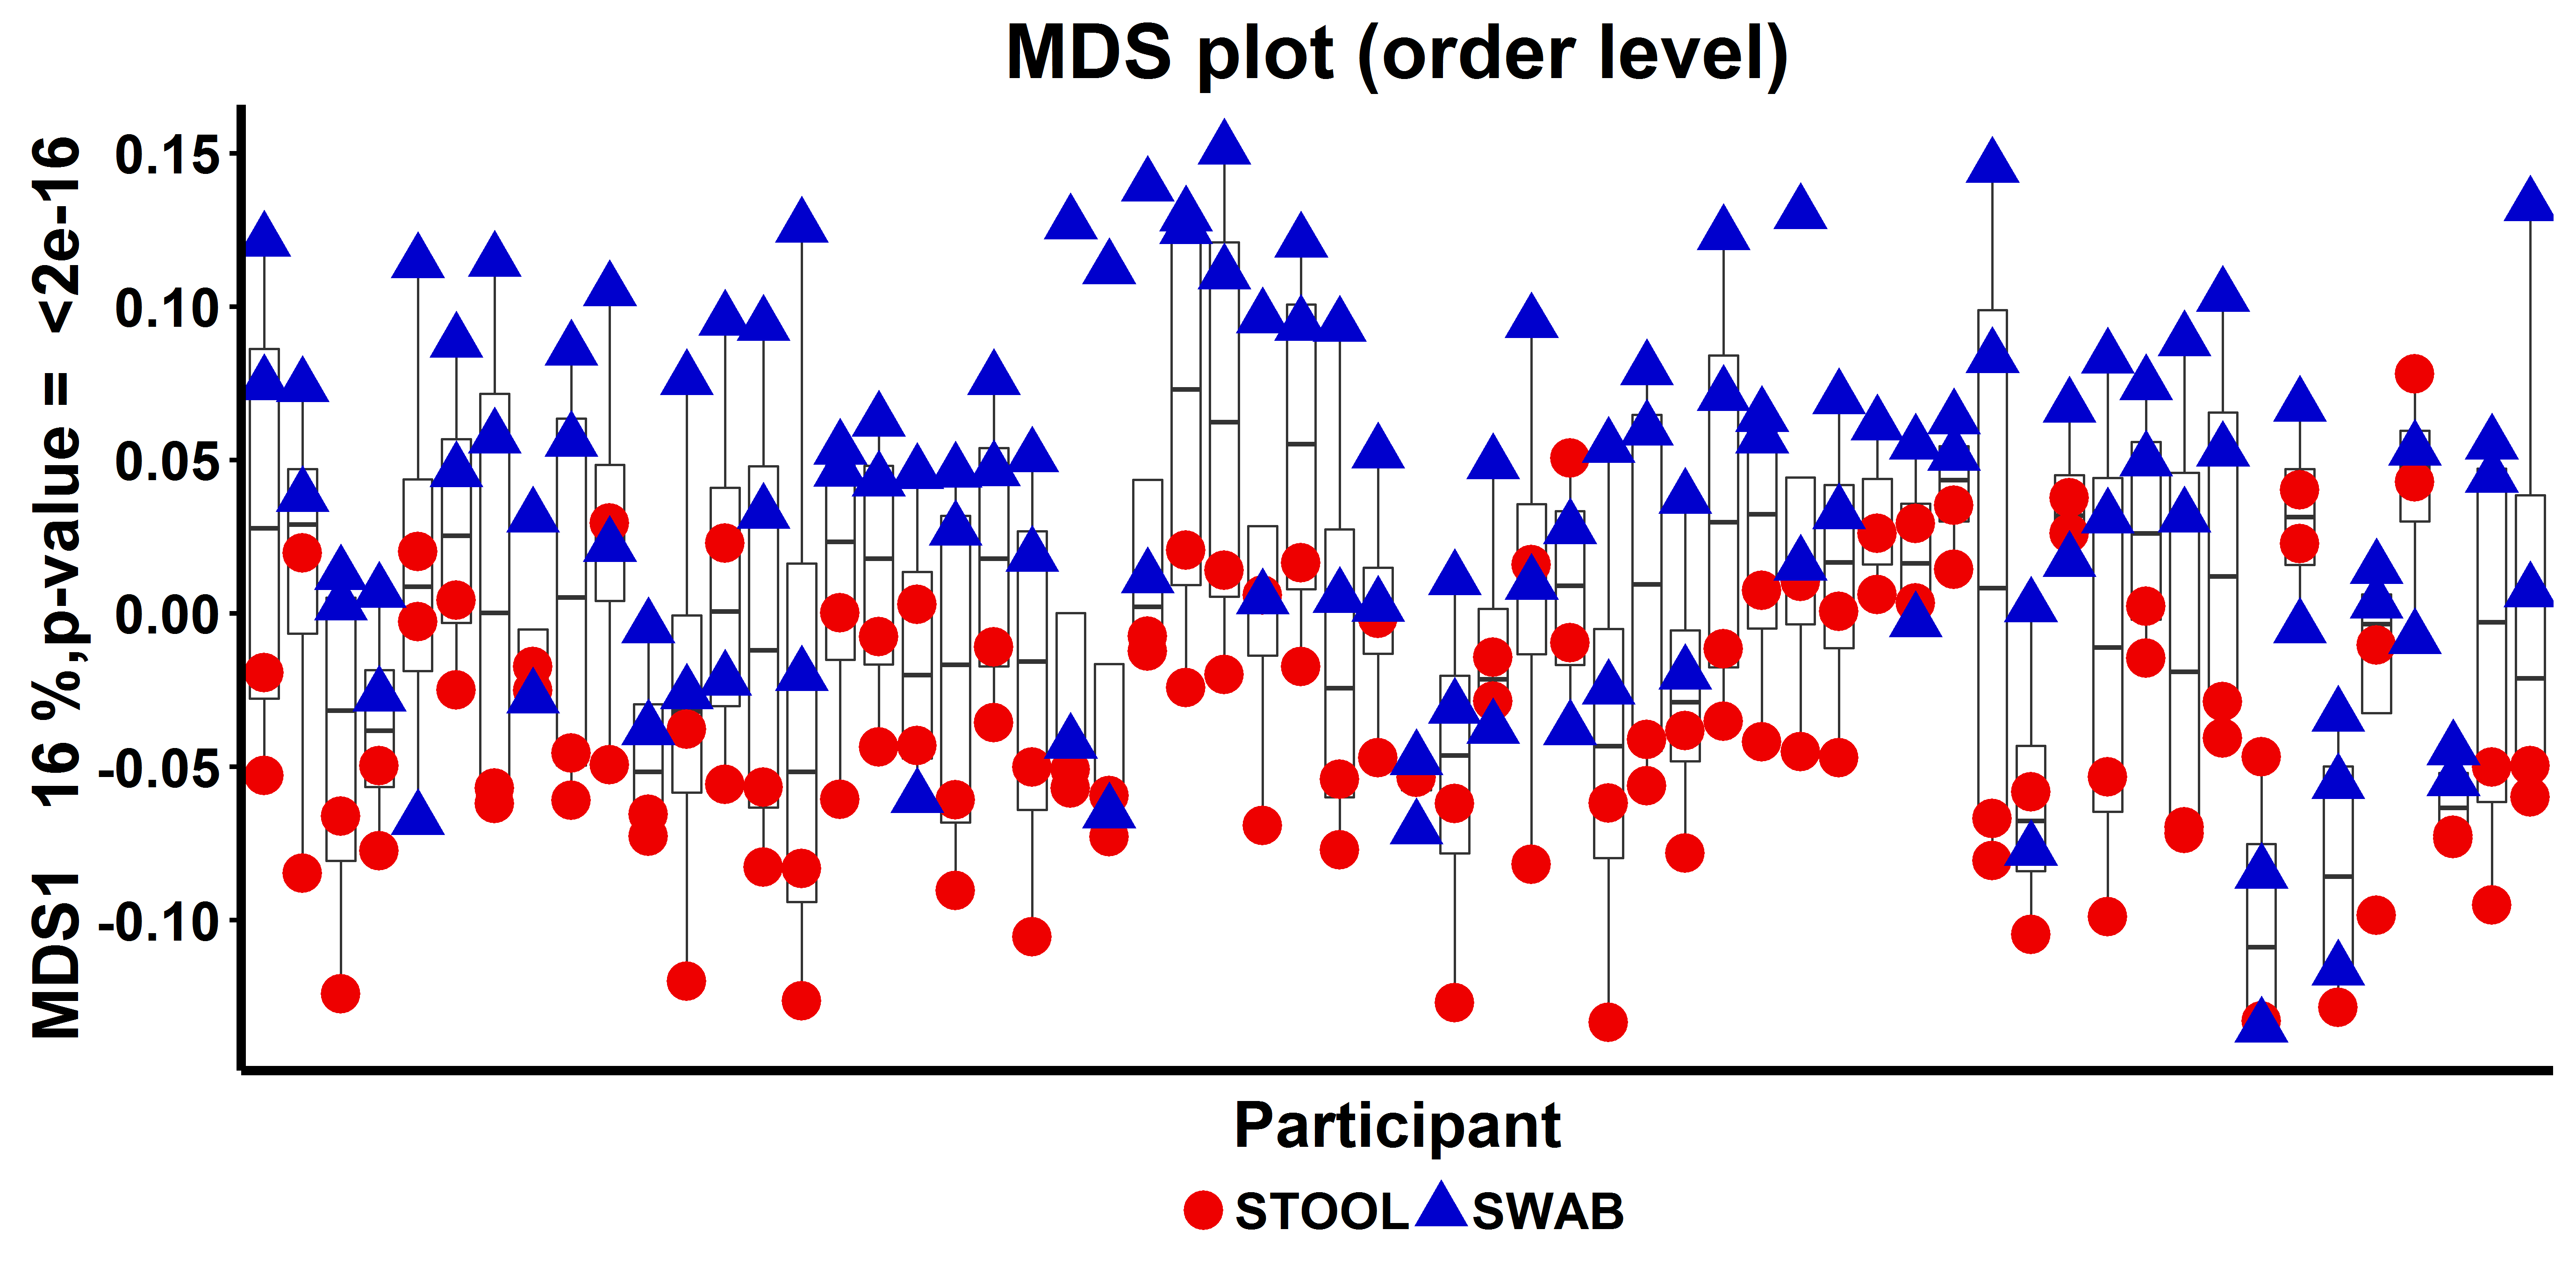 MDS plot (order level)
MDS1 16 %,p-value = <2e-16
0.15
0.10
0.05
0.00
-0.05
-0.10
Participant
STOOL SWAB